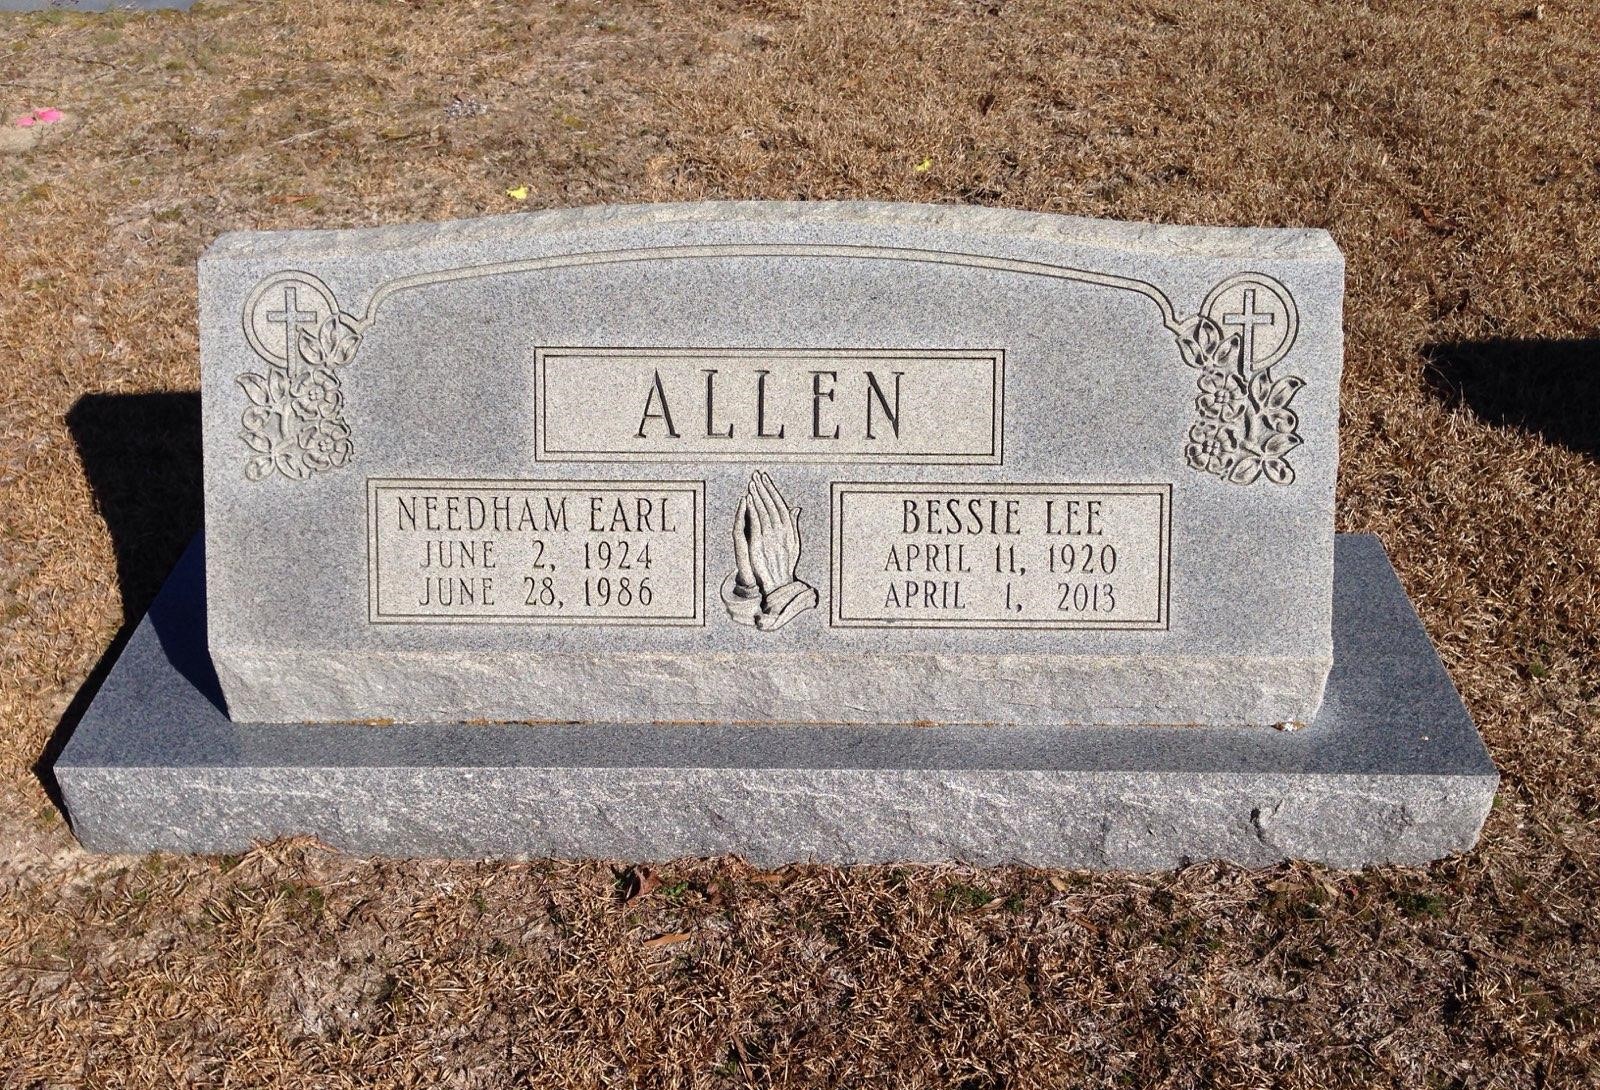 ALLEN
NEEDHAM EARL
JUNE 2, 1924
JUNE 28, 1986
BESSIE LEE
APRIL 11, 1920
APRIL 1, 2013